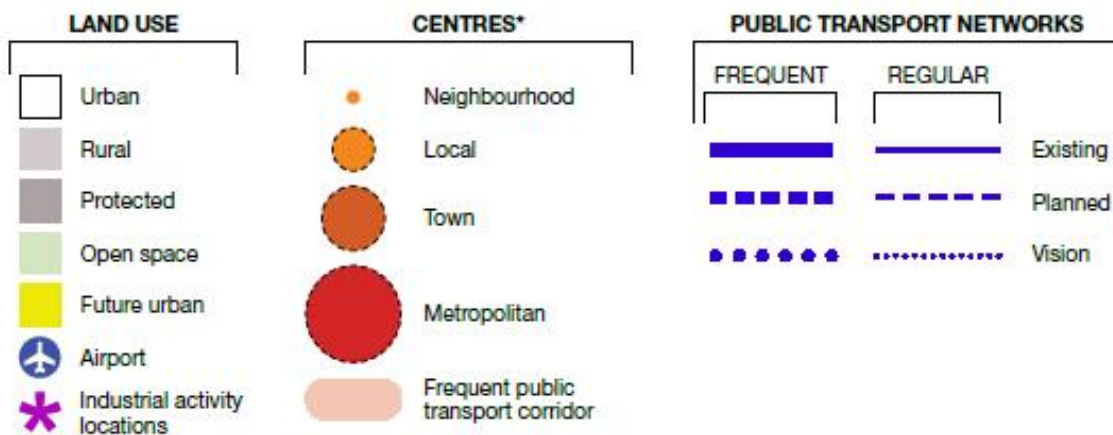 LAND USE
Urban
Rural
Protected
Open space
Future urban
Airport
Industrial activity
locations
CENTRES*
Neighbourhood
Local
Town
Metropolitan
Frequent public
transport corridor
PUBLIC TRANSPORT NETWORKS
FREQUENT
REGULAR
Existing
Planned
Vision